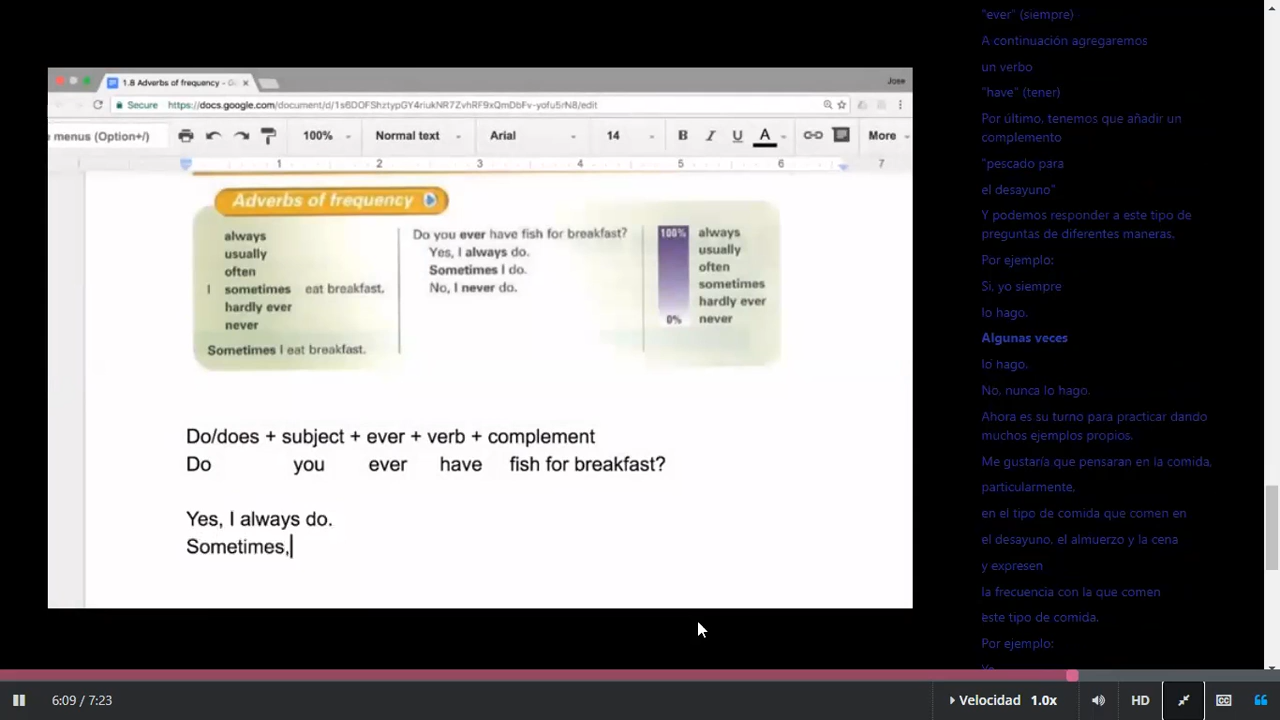 1.8 Adverbs of frequency - G
Jose
Secure https://docs.google.com/document/d/1s6DOFShztypGY4riukNR7ZvhRF9xQmDbFv-yofu5rN8/edit
menus (Option+/) 100% Normal text Arial 14 B I U A More
1 2 3 4 5 6 7
Adverbs of frequency
always
usually
often
I sometimes eat breakfast.
hardly ever
never
Sometimes I eat breakfast.
Do you ever have fish for breakfast?
Yes, I always do.
Sometimes I do.
No, I never do.
100% always
usually
often
sometimes
hardly ever
0% never
Do/does + subject + ever + verb + complement
Do you ever have fish for breakfast?
Yes, I always do.
Sometimes,
"ever" (siempre)
A continuación agregaremos
un verbo
"have" (tener)
Por último, tenemos que añadir un
complemento
"pescado para
el desayuno"
Y podemos responder a este tipo de
preguntas de diferentes maneras.
Por ejemplo:
Si, yo siempre
lo hago.
Algunas veces
lo hago.
No, nunca lo hago.
Ahora es su turno para practicar dando
muchos ejemplos propios.
Me gustaría que pensaran en la comida,
particularmente,
en el tipo de comida que comen en
el desayuno, el almuerzo y la cena
y expresen
la frecuencia con la que comen
este tipo de comida.
Por ejemplo:
Yo
6:09 / 7:23
Velocidad 1.0x HD CC